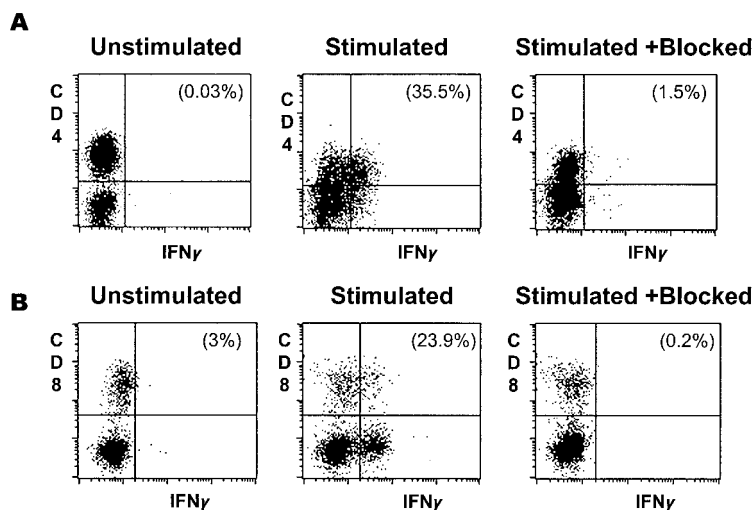 A
Unstimulated
Stimulated
Stimulated +Blocked
CD4
(0.03%)
CD4
(35.5%)
CD4
(1.5%)
IFNγ
IFNγ
IFNγ
B
Unstimulated
Stimulated
Stimulated +Blocked
CD8
(3%)
CD8
(23.9%)
CD8
(0.2%)
IFNγ
IFNγ
IFNγ